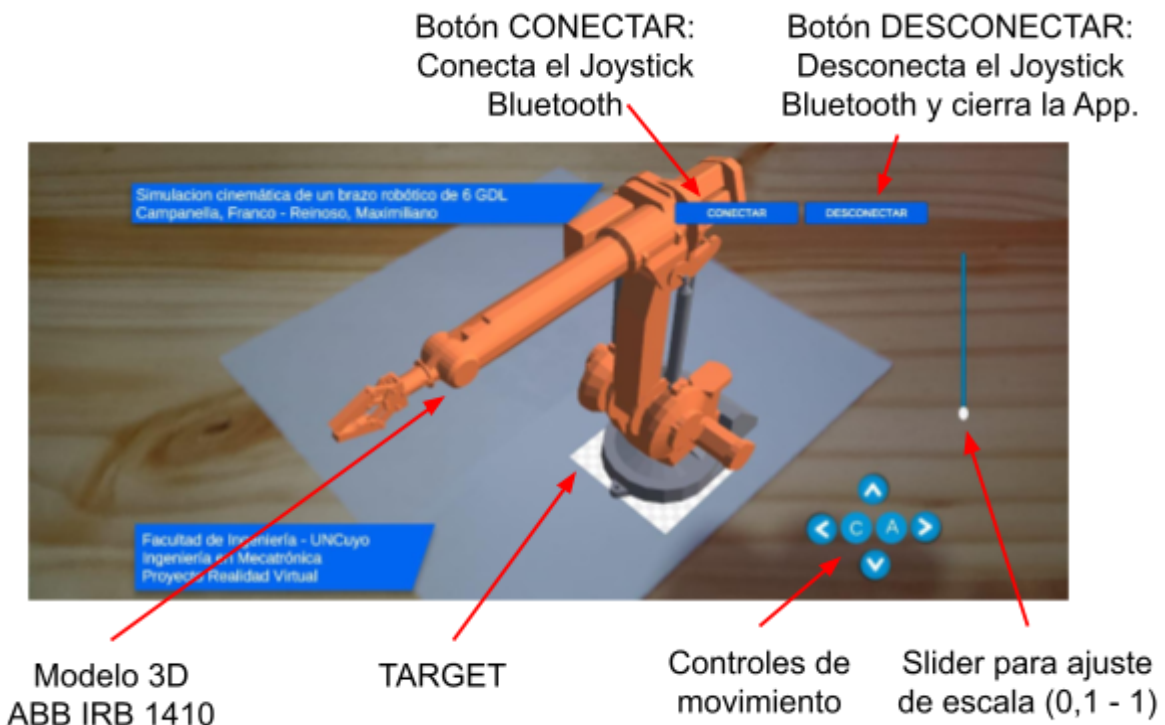 Botón CONECTAR:
Conecta el Joystick
Bluetooth
Botón DESCONECTAR:
Desconecta el Joystick
Bluetooth y cierra la App.
Simulacion cinemática de un brazo robótico de 6 GDL
Campanella, Franco - Reinoso, Maximiliano
CONECTAR
DESCONECTAR
C A
Facultad de Ingeniería - UNCuyo
Ingeniería en Mecatrónica
Proyecto Realidad Virtual
Modelo 3D
ABB IRB 1410
TARGET
Controles de
movimiento
Slider para ajuste
de escala (0,1 - 1)